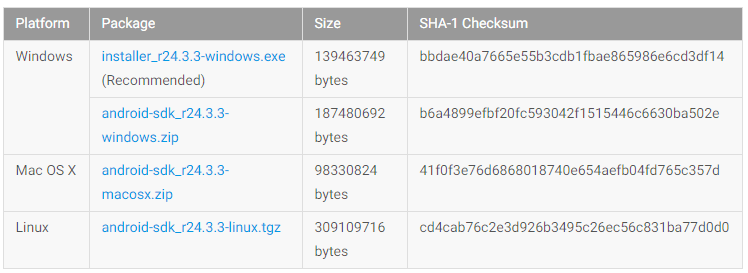 Platform Package Size SHA-1 Checksum
Windows installer_r24.3.3-windows.exe 139463749 bbdae40a7665e55b3cdb1fbae865986e6cd3df14
(Recommended) bytes
android-sdk_r24.3.3- 187480692 b6a4899efbf20fc593042f1515446c6630ba502e
windows.zip bytes
Mac OS X android-sdk_r24.3.3- 98330824 41f0f3e76d6868018740e654aefb04fd765c357d
macosx.zip bytes
Linux android-sdk_r24.3.3-linux.tgz 309109716 cd4cab76c2e3d926b3495c26ec56c831ba77d0d0
bytes